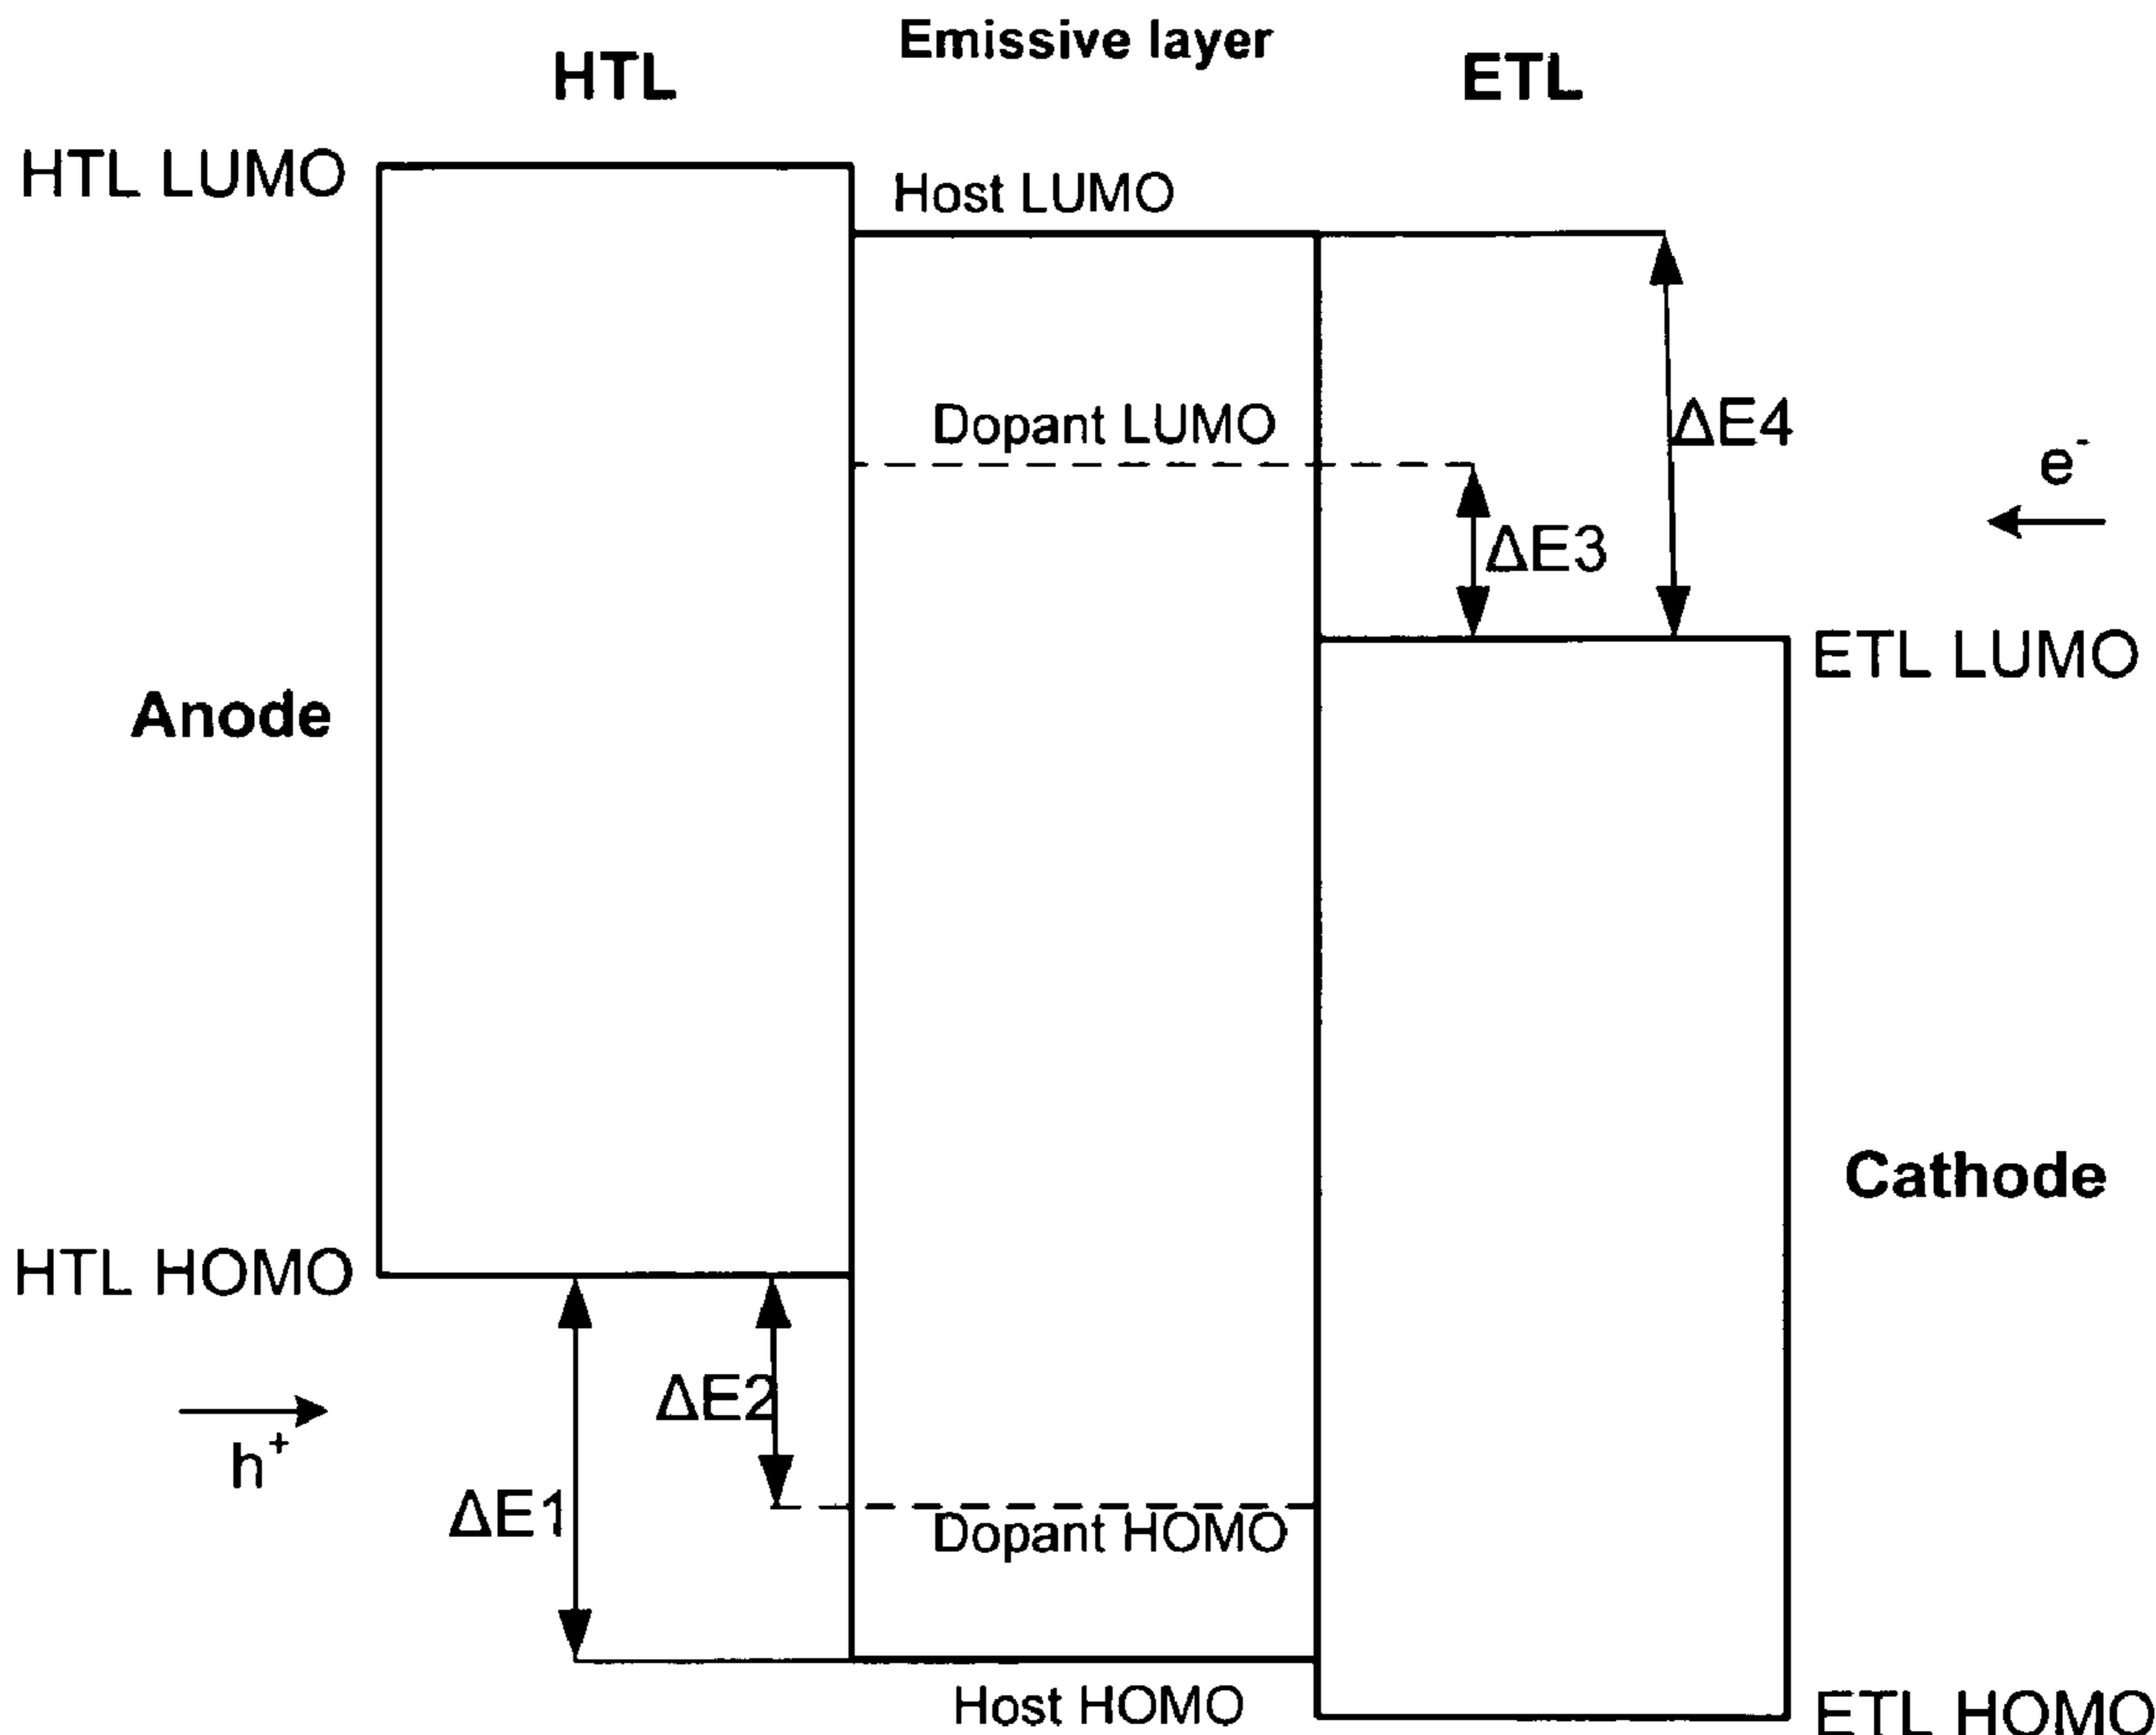 Emissive layer
HTL
ETL
HTL LUMO
Host LUMO
Dopant LUMO
ΔE4
e⁻
ΔE3
ETL LUMO
Anode
Cathode
HTL HOMO
ΔE2
h⁺
ΔE1
Dopant HOMO
Host HOMO
ETL HOMO